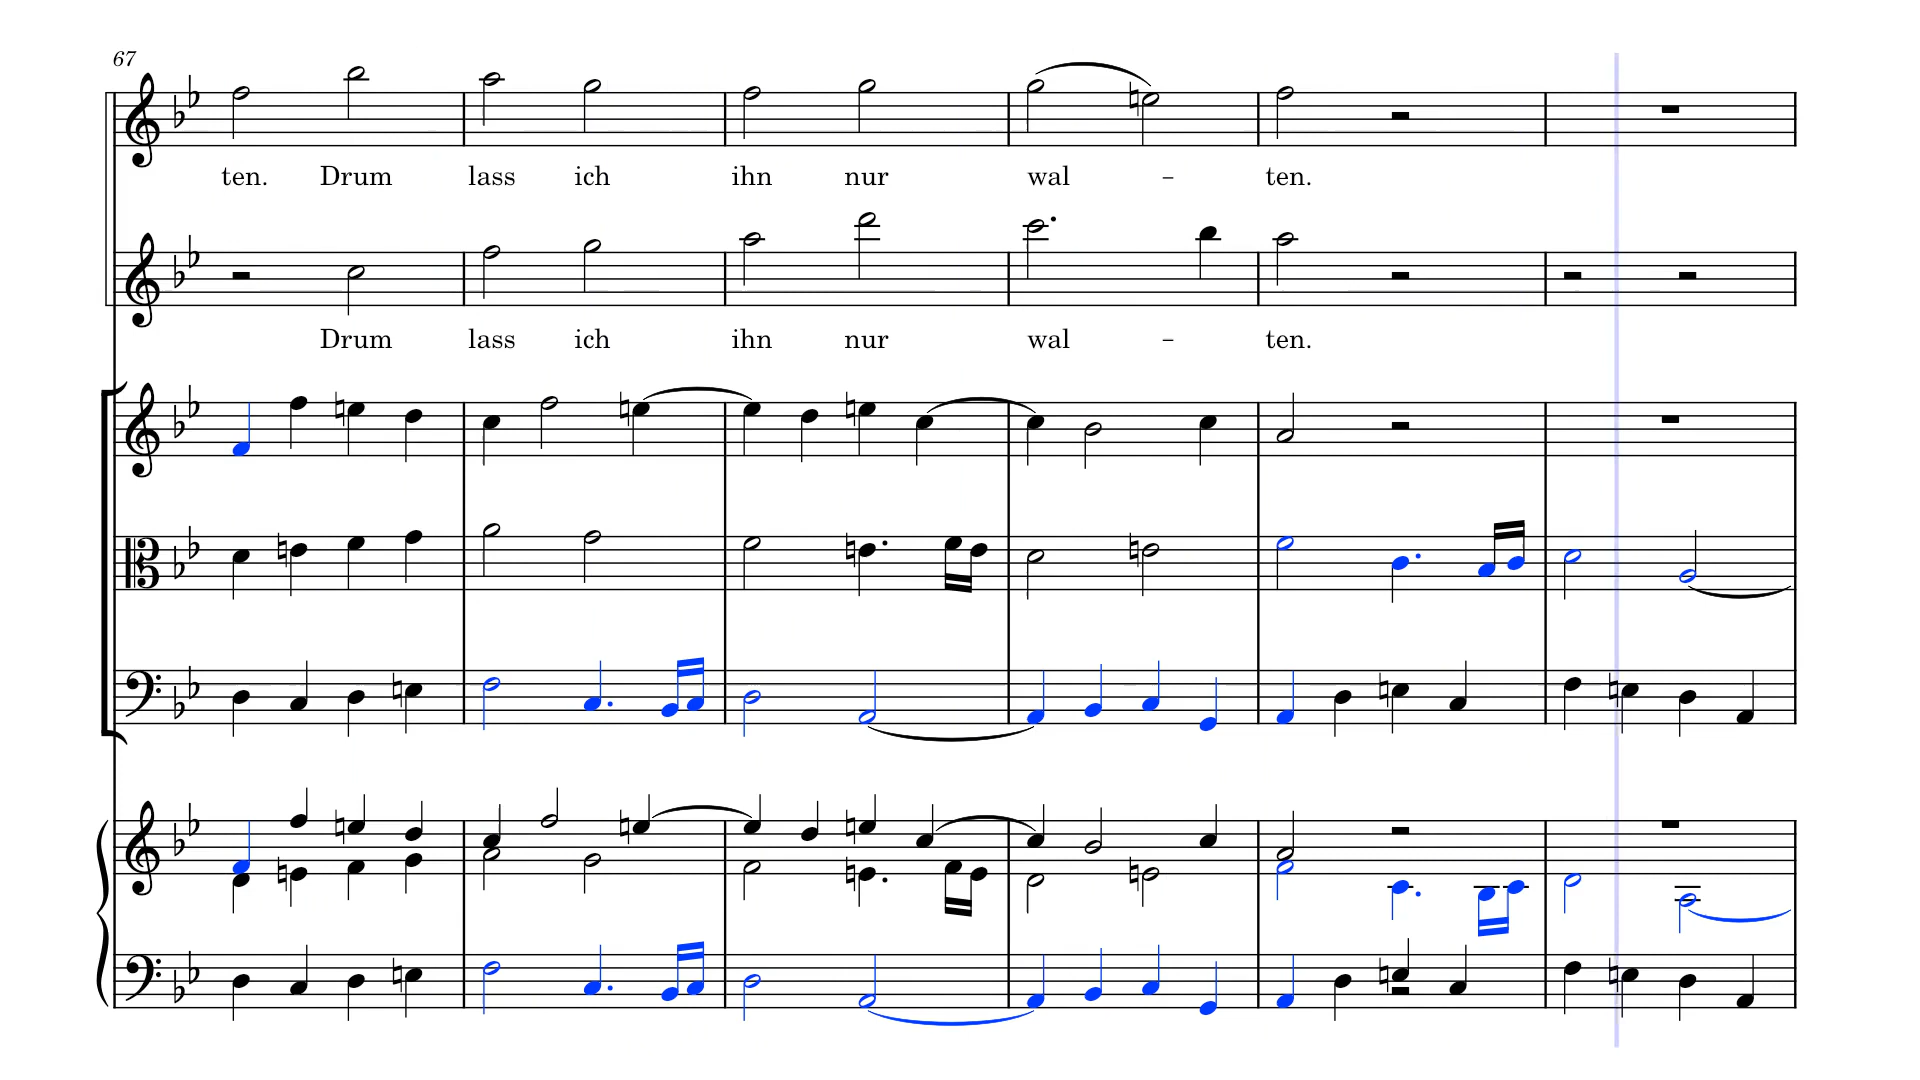 67
ten. Drum lass ich ihn nur wal – ten.
Drum lass ich ihn nur wal – ten.